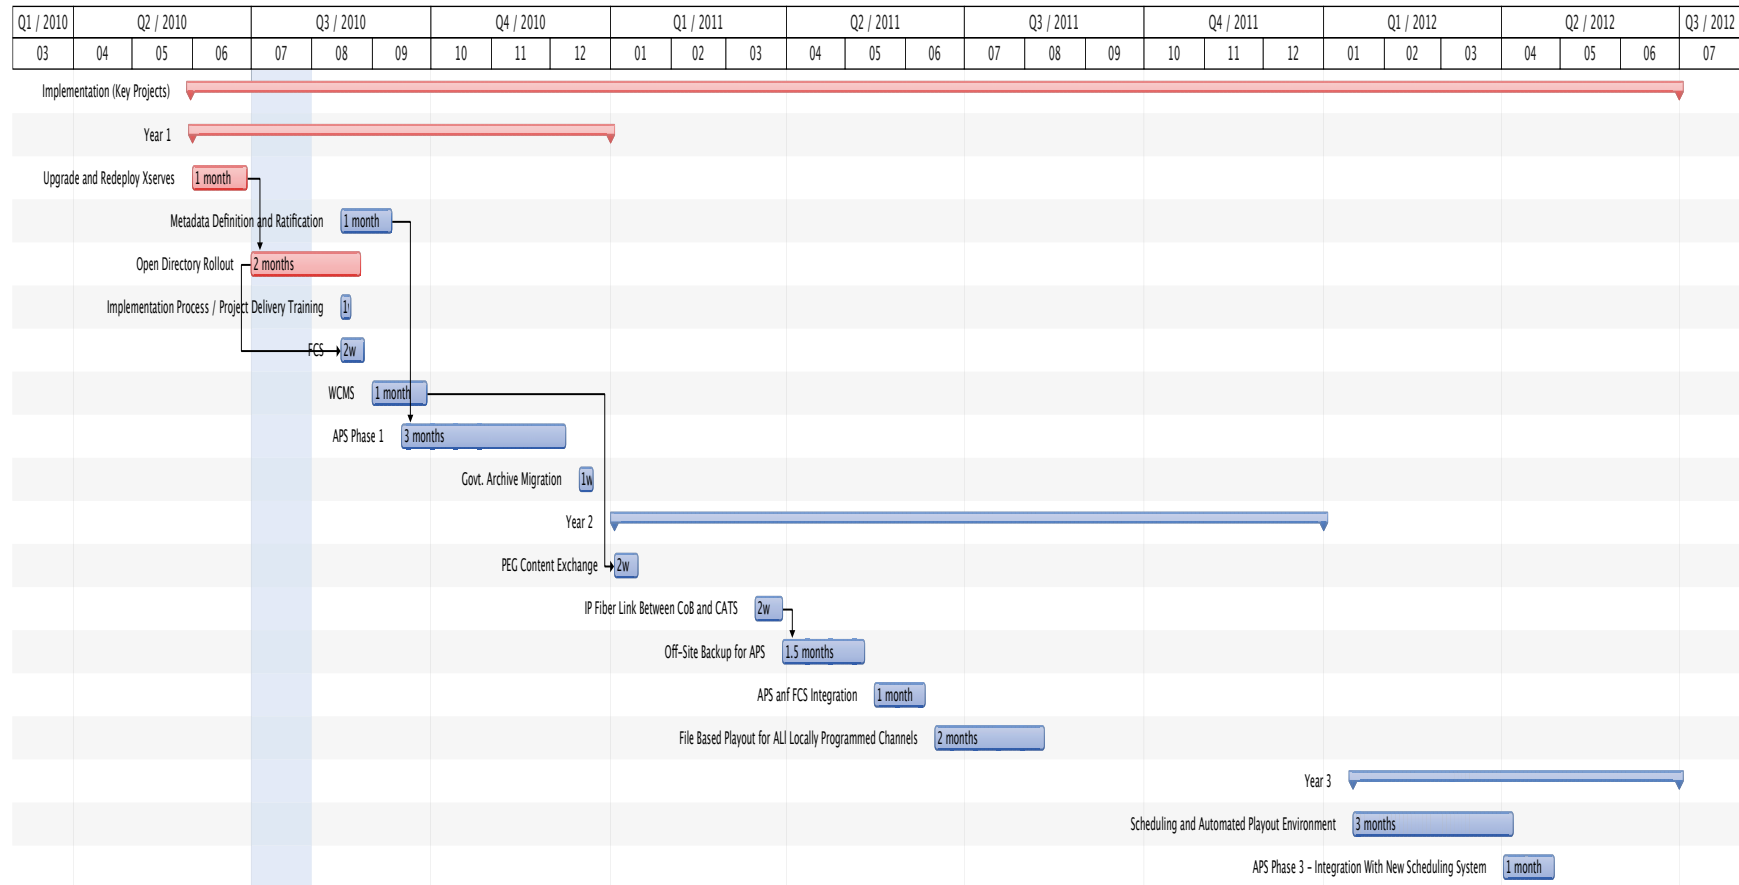 Q1 / 2010 Q2 / 2010 Q3 / 2010 Q4 / 2010 Q1 / 2011 Q2 / 2011 Q3 / 2011 Q4 / 2011 Q1 / 2012 Q2 / 2012 Q3 / 2012
03 04 05 06 07 08 09 10 11 12 01 02 03 04 05 06 07 08 09 10 11 12 01 02 03 04 05 06 07
Implementation (Key Projects)
Year 1
Upgrade and Redeploy Xserves 1 month
Metadata Definition and Ratification 1 month
Open Directory Rollout 2 months
Implementation Process / Project Delivery Training 1
FCS 2w
WCMS 1 month
APS Phase 1 3 months
Govt. Archive Migration 1w
Year 2
PEG Content Exchange 2w
IP Fiber Link Between CoB and CATS 2w
Off-Site Backup for APS 1.5 months
APS anf FCS Integration 1 month
File Based Playout for ALl Locally Programmed Channels 2 months
Year 3
Scheduling and Automated Playout Environment 3 months
APS Phase 3 - Integration With New Scheduling System 1 month